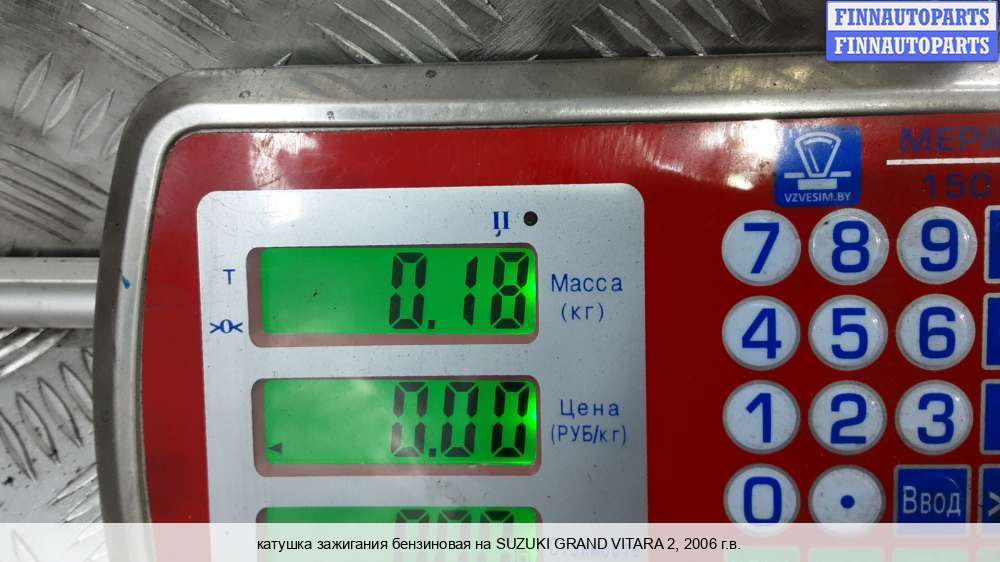 FINNAUTOPARTS
FINNAUTOPARTS
VZVESIM.BY
150
T
>0<
0.18
Масса
(кг)
0.00
Цена
(РУБ/кг)
7 8 9
4 5 6
1 2 3
0 . Ввод
катушка зажигания бензиновая на SUZUKI GRAND VITARA 2, 2006 г.в.